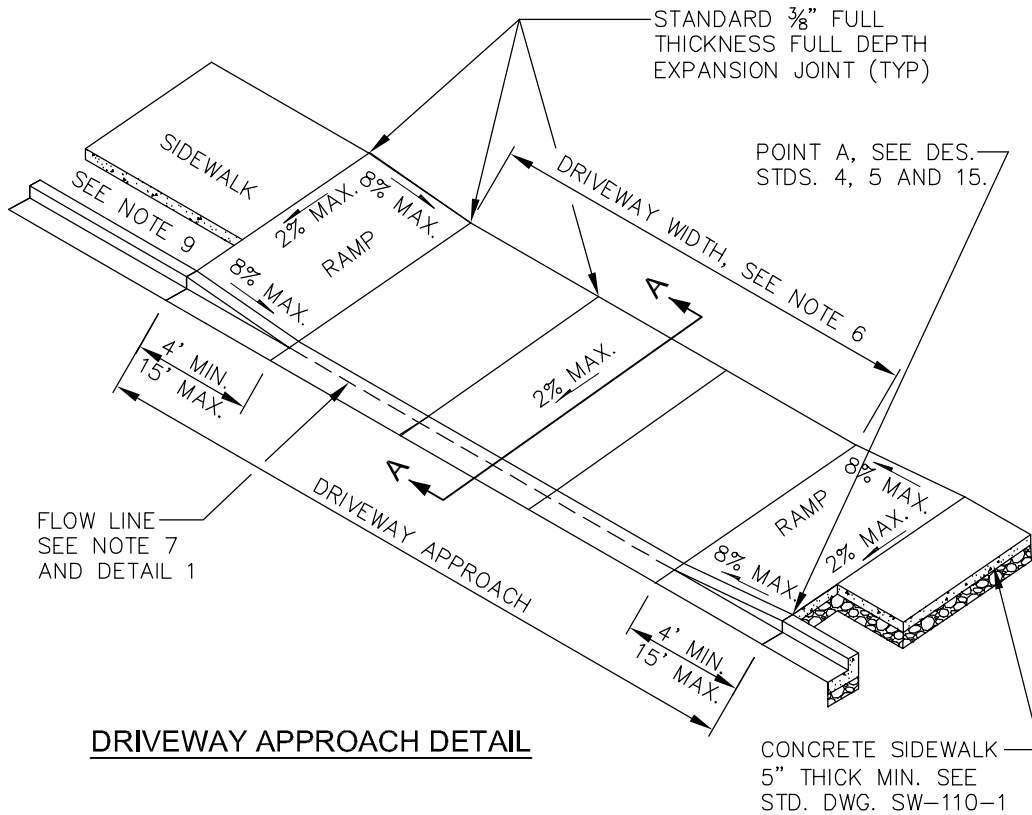 STANDARD ⅜” FULL
THICKNESS FULL DEPTH
EXPANSION JOINT (TYP)
SIDEWALK
SEE NOTE 9
2% MAX.
8% MAX.
RAMP
8% MAX.
DRIVEWAY WIDTH, SEE NOTE 6
POINT A, SEE DES.
STDS. 4, 5 AND 15.
A
2% MAX.
A
4' MIN.
15' MAX.
FLOW LINE
SEE NOTE 7
AND DETAIL 1
DRIVEWAY APPROACH
8% MAX.
RAMP
2% MAX.
8% MAX.
4' MIN.
15' MAX.
DRIVEWAY APPROACH DETAIL
CONCRETE SIDEWALK
5” THICK MIN. SEE
STD. DWG. SW-110-1